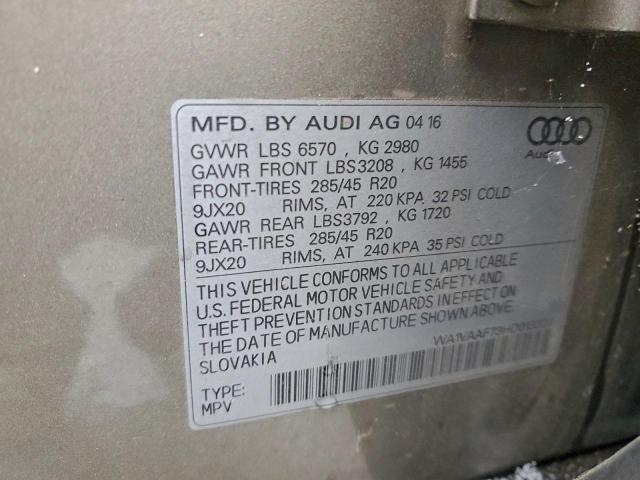 MFD. BY AUDI AG 04 16
GVWR LBS 6570 , KG 2980
GAWR FRONT LBS3208 , KG 1455
FRONT-TIRES 285/45 R20
9JX20 RIMS, AT 220 KPA 32 PSI COLD
GAWR REAR LBS3792 , KG 1720
REAR-TIRES 285/45 R20
9JX20 RIMS, AT 240 KPA 35 PSI COLD
Audi
THIS VEHICLE CONFORMS TO ALL APPLICABLE
U.S. FEDERAL MOTOR VEHICLE SAFETY AND
THEFT PREVENTION STANDARDS IN EFFECT ON
THE DATE OF MANUFACTURE SHOWN ABOVE.
SLOVAKIA
TYPE:
MPV